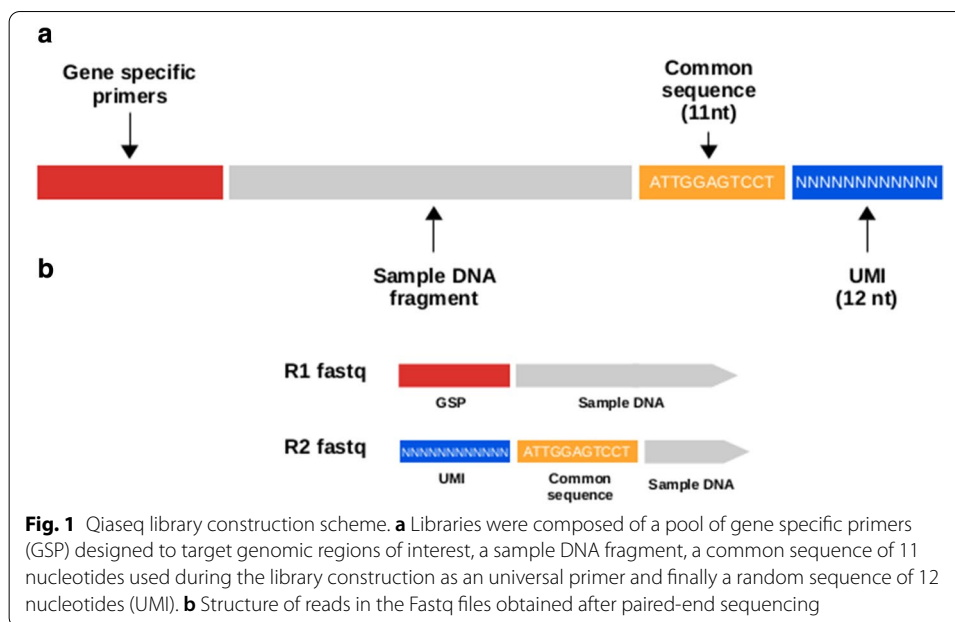 a
Gene specific
primers
Common
sequence
(11nt)
ATTGGAGTCCT NNNNNNNNNNNN
Sample DNA
fragment
UMI
(12 nt)
b
R1 fastq
GSP Sample DNA
R2 fastq
NNNNNNNNNNNN ATTGGAGTCCT
UMI Common
sequence Sample DNA
Fig. 1 Qiaseq library construction scheme. a Libraries were composed of a pool of gene specific primers
(GSP) designed to target genomic regions of interest, a sample DNA fragment, a common sequence of 11
nucleotides used during the library construction as an universal primer and finally a random sequence of 12
nucleotides (UMI). b Structure of reads in the Fastq files obtained after paired-end sequencing